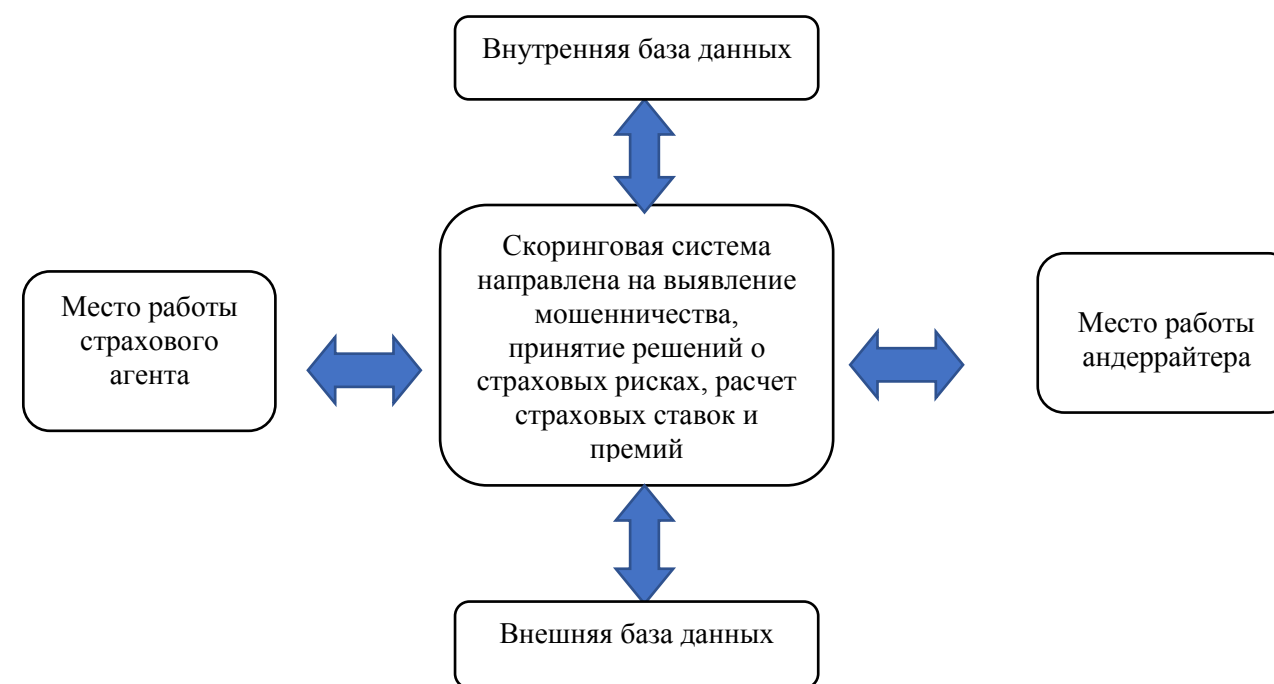 Внутренняя база данных
Скоринговая система
направлена на выявление
мошенничества,
принятие решений о
страховых рисках, расчет
страховых ставок и
премий
Место работы
страхового
агента
Место работы
андеррайтера
Внешняя база данных